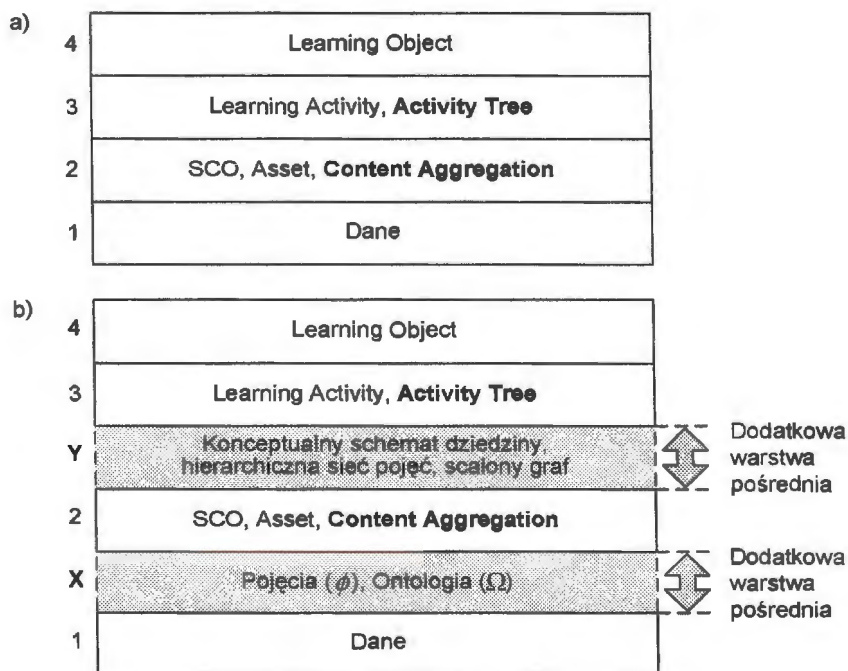 a)
4 Learning Object
3 Learning Activity, Activity Tree
2 SCO, Asset, Content Aggregation
1 Dane
b)
4 Learning Object
3 Learning Activity, Activity Tree
Y Konceptualny schemat dziedziny,
hierarchiczna sieć pojęć, scalony graf
Dodatkowa
warstwa
pośrednia
2 SCO, Asset, Content Aggregation
X Pojęcia (ϕ), Ontologia (Ω)
Dodatkowa
warstwa
pośrednia
1 Dane